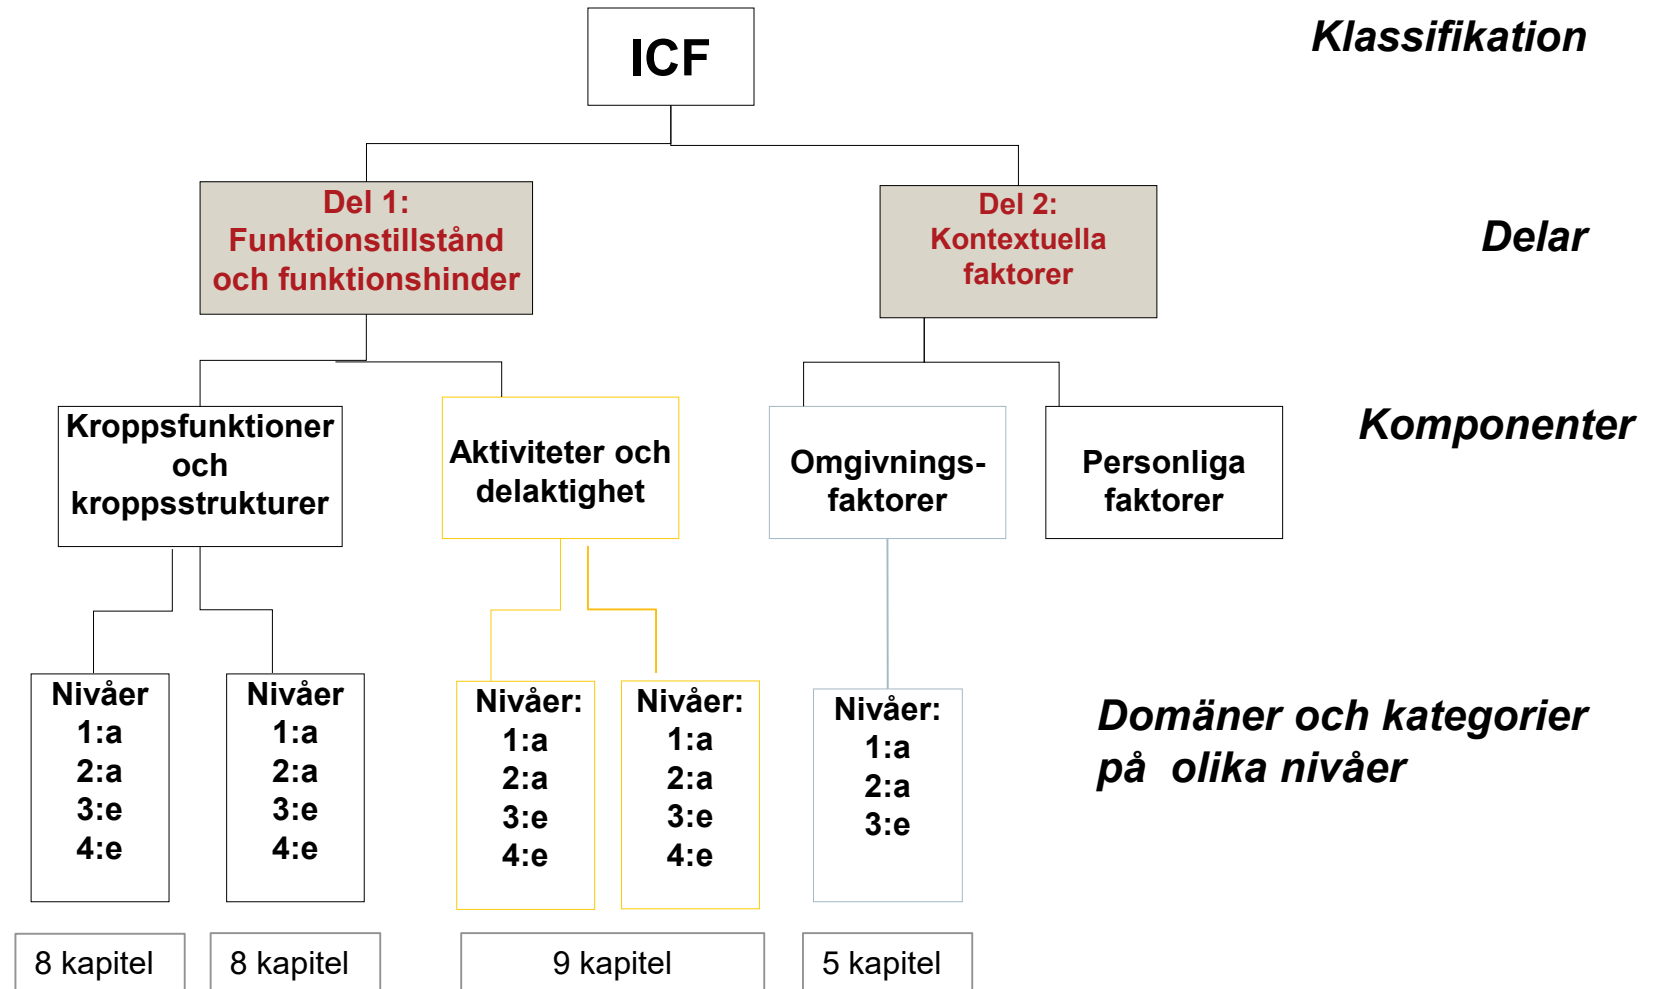 ICF
Klassifikation
Del 1:
Funktionstillstånd
och funktionshinder
Del 2:
Kontextuella
faktorer
Delar
Kroppsfunktioner
och
kroppsstrukturer
Aktiviteter och
delaktighet
Omgivnings-
faktorer
Personliga
faktorer
Komponenter
Nivåer
1:a
2:a
3:e
4:e
Nivåer
1:a
2:a
3:e
4:e
Nivåer:
1:a
2:a
3:e
4:e
Nivåer:
1:a
2:a
3:e
4:e
Nivåer:
1:a
2:a
3:e
Domäner och kategorier
på olika nivåer
8 kapitel
8 kapitel
9 kapitel
5 kapitel